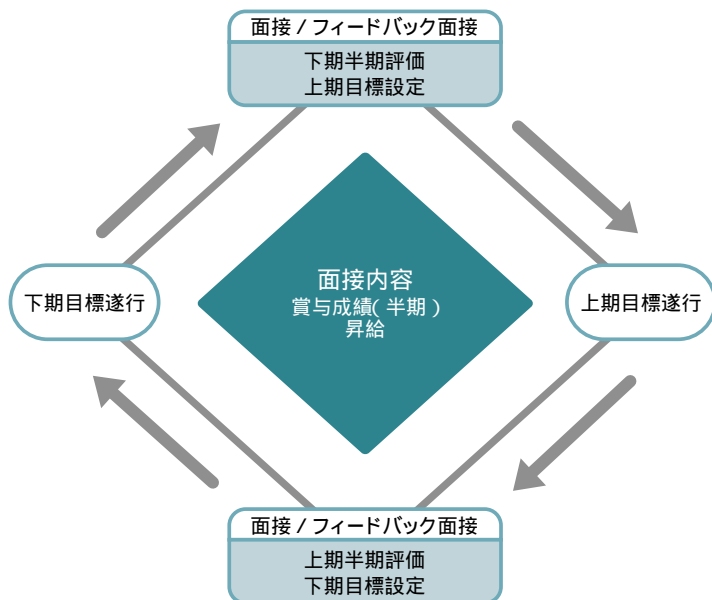 面接 / フィードバック面接
下期半期評価
上期目標設定
面接内容
賞与成績( 半期 )
昇給
下期目標遂行
上期目標遂行
面接 / フィードバック面接
上期半期評価
下期目標設定